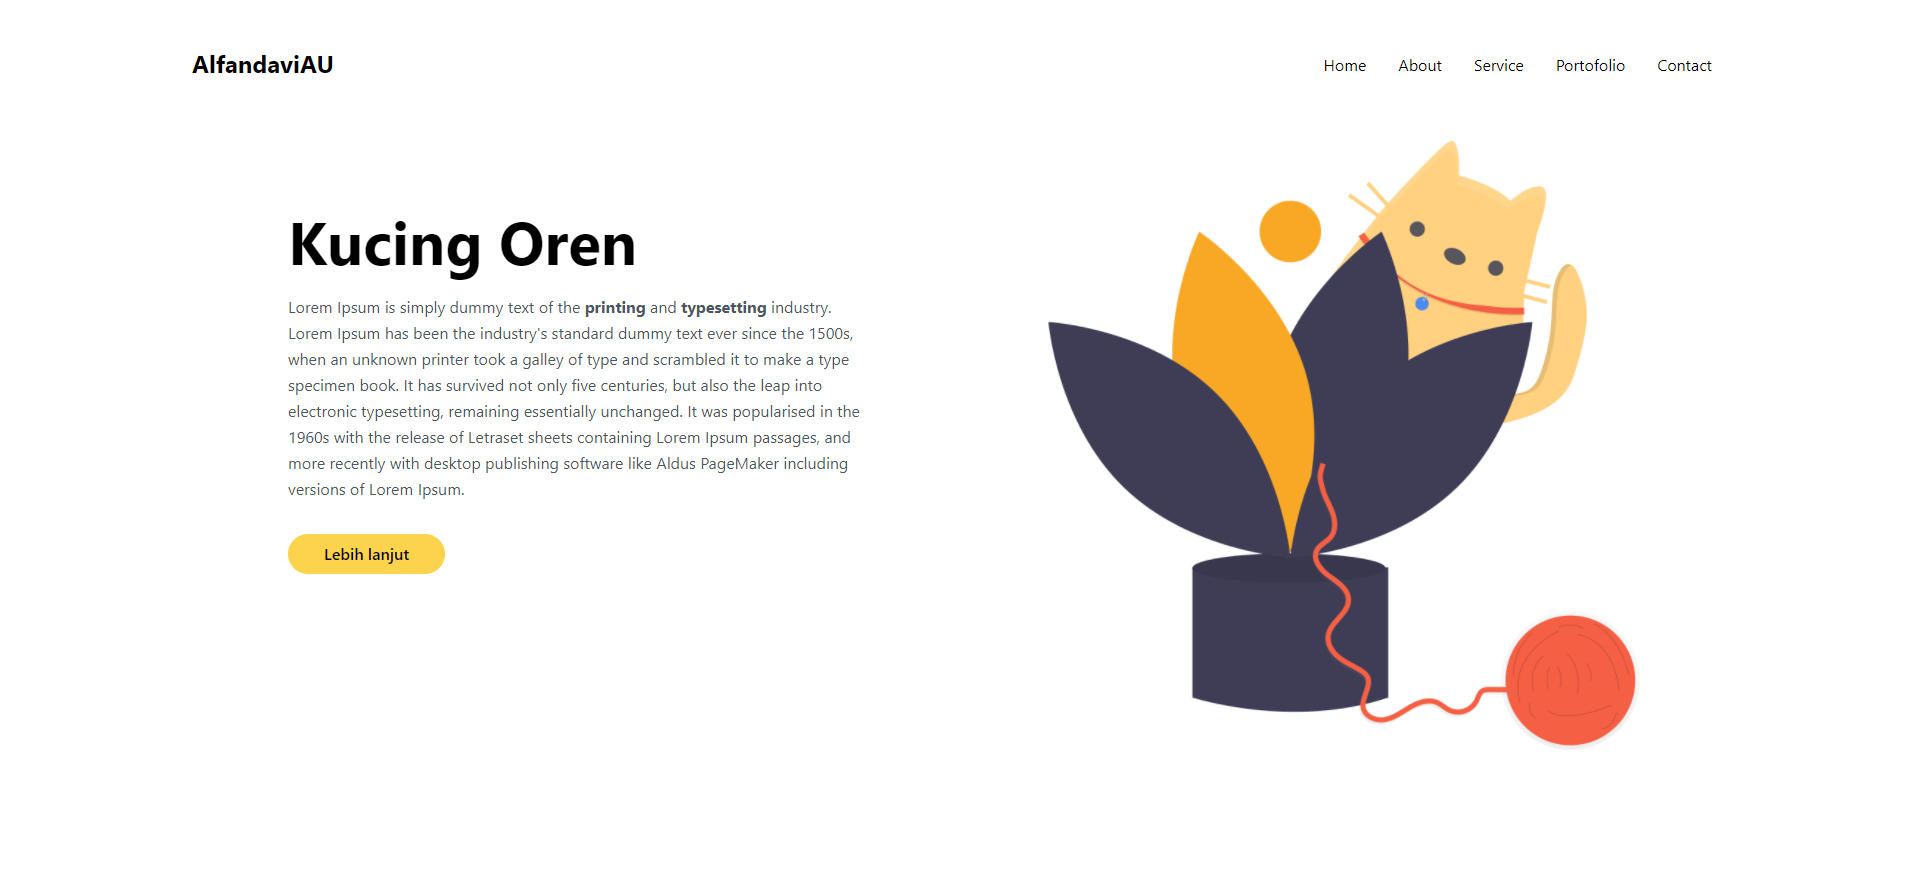 AlfandaviAU
Home About Service Portofolio Contact
Kucing Oren
Lorem Ipsum is simply dummy text of the printing and typesetting industry.
Lorem Ipsum has been the industry's standard dummy text ever since the 1500s,
when an unknown printer took a galley of type and scrambled it to make a type
specimen book. It has survived not only five centuries, but also the leap into
electronic typesetting, remaining essentially unchanged. It was popularised in the
1960s with the release of Letraset sheets containing Lorem Ipsum passages, and
more recently with desktop publishing software like Aldus PageMaker including
versions of Lorem Ipsum.
Lebih lanjut